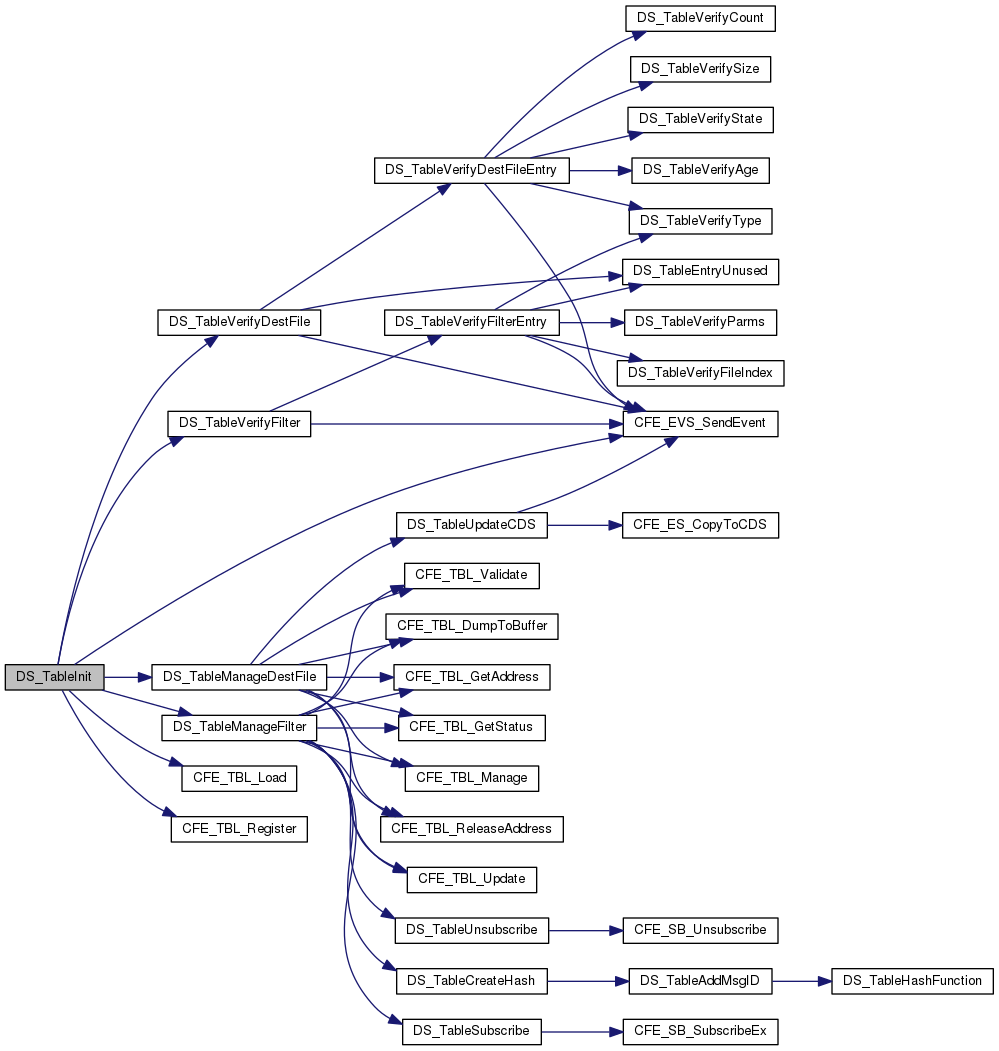 DS_TableVerifyCount
DS_TableVerifySize
DS_TableVerifyState
DS_TableVerifyDestFileEntry
DS_TableVerifyAge
DS_TableVerifyType
DS_TableEntryUnused
DS_TableVerifyDestFile
DS_TableVerifyFilterEntry
DS_TableVerifyParms
DS_TableVerifyFileIndex
DS_TableVerifyFilter
CFE_EVS_SendEvent
DS_TableUpdateCDS
CFE_ES_CopyToCDS
CFE_TBL_Validate
CFE_TBL_DumpToBuffer
DS_TableInit
DS_TableManageDestFile
CFE_TBL_GetAddress
DS_TableManageFilter
CFE_TBL_GetStatus
CFE_TBL_Load
CFE_TBL_Manage
CFE_TBL_Register
CFE_TBL_ReleaseAddress
CFE_TBL_Update
DS_TableUnsubscribe
CFE_SB_Unsubscribe
DS_TableCreateHash
DS_TableAddMsgID
DS_TableHashFunction
DS_TableSubscribe
CFE_SB_SubscribeEx